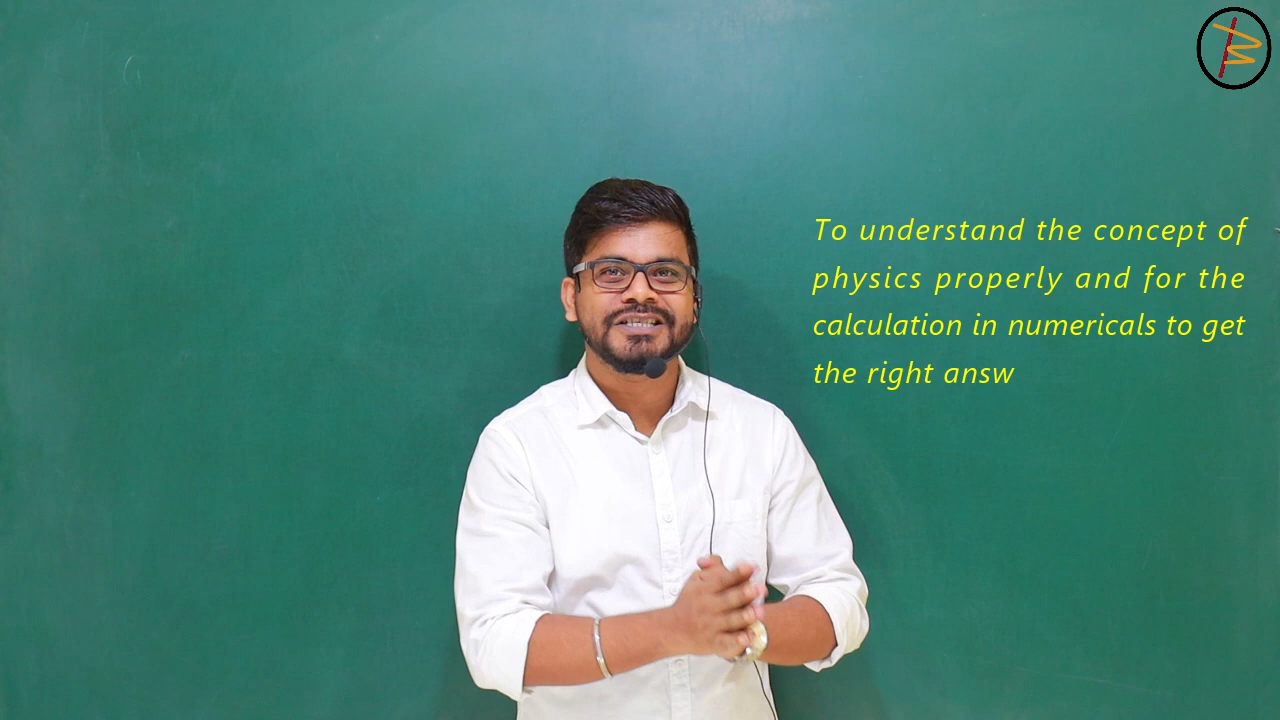 To understand the concept of
physics properly and for the
calculation in numericals to get
the right answ